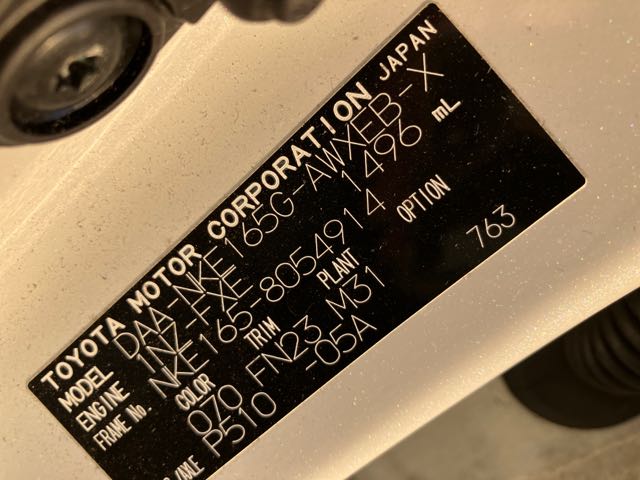 TOYOTA MOTOR CORPORATION JAPAN
MODEL DAA-NKE165G-AWXEB-X
ENGINE 1NZ-FXE 1496 mL
FRAME No. NKE165-8054914
COLOR TRIM PLANT OPTION
070 FN23 M31 763
/AXLE P510 -05A